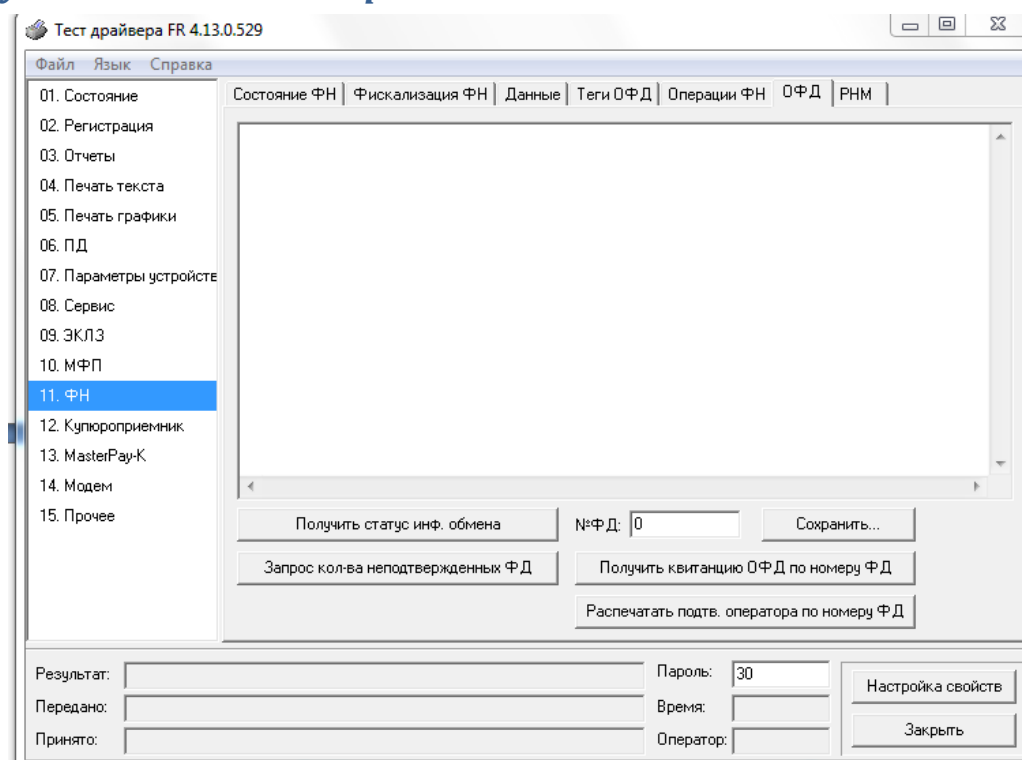 Тест драйвера FR 4.13.0.529
Файл Язык Справка
01. Состояние
02. Регистрация
03. Отчеты
04. Печать текста
05. Печать графики
06. ПД
07. Параметры устройств
08. Сервис
09. ЭКЛЗ
10. МФП
11. ФН
12. Купюроприемник
13. MasterPay-K
14. Модем
15. Прочее
Состояние ФН Фискализация ФН Данные Теги ОФД Операции ФН ОФД РНМ
Получить статус инф. обмена №ФД: 0 Сохранить...
Запрос кол-ва неподтвержденных ФД Получить квитанцию ОФД по номеру ФД
Распечатать подтв. оператора по номеру ФД
Результат: Пароль: 30 Настройка свойств
Передано: Время:
Принято: Оператор: Закрыть